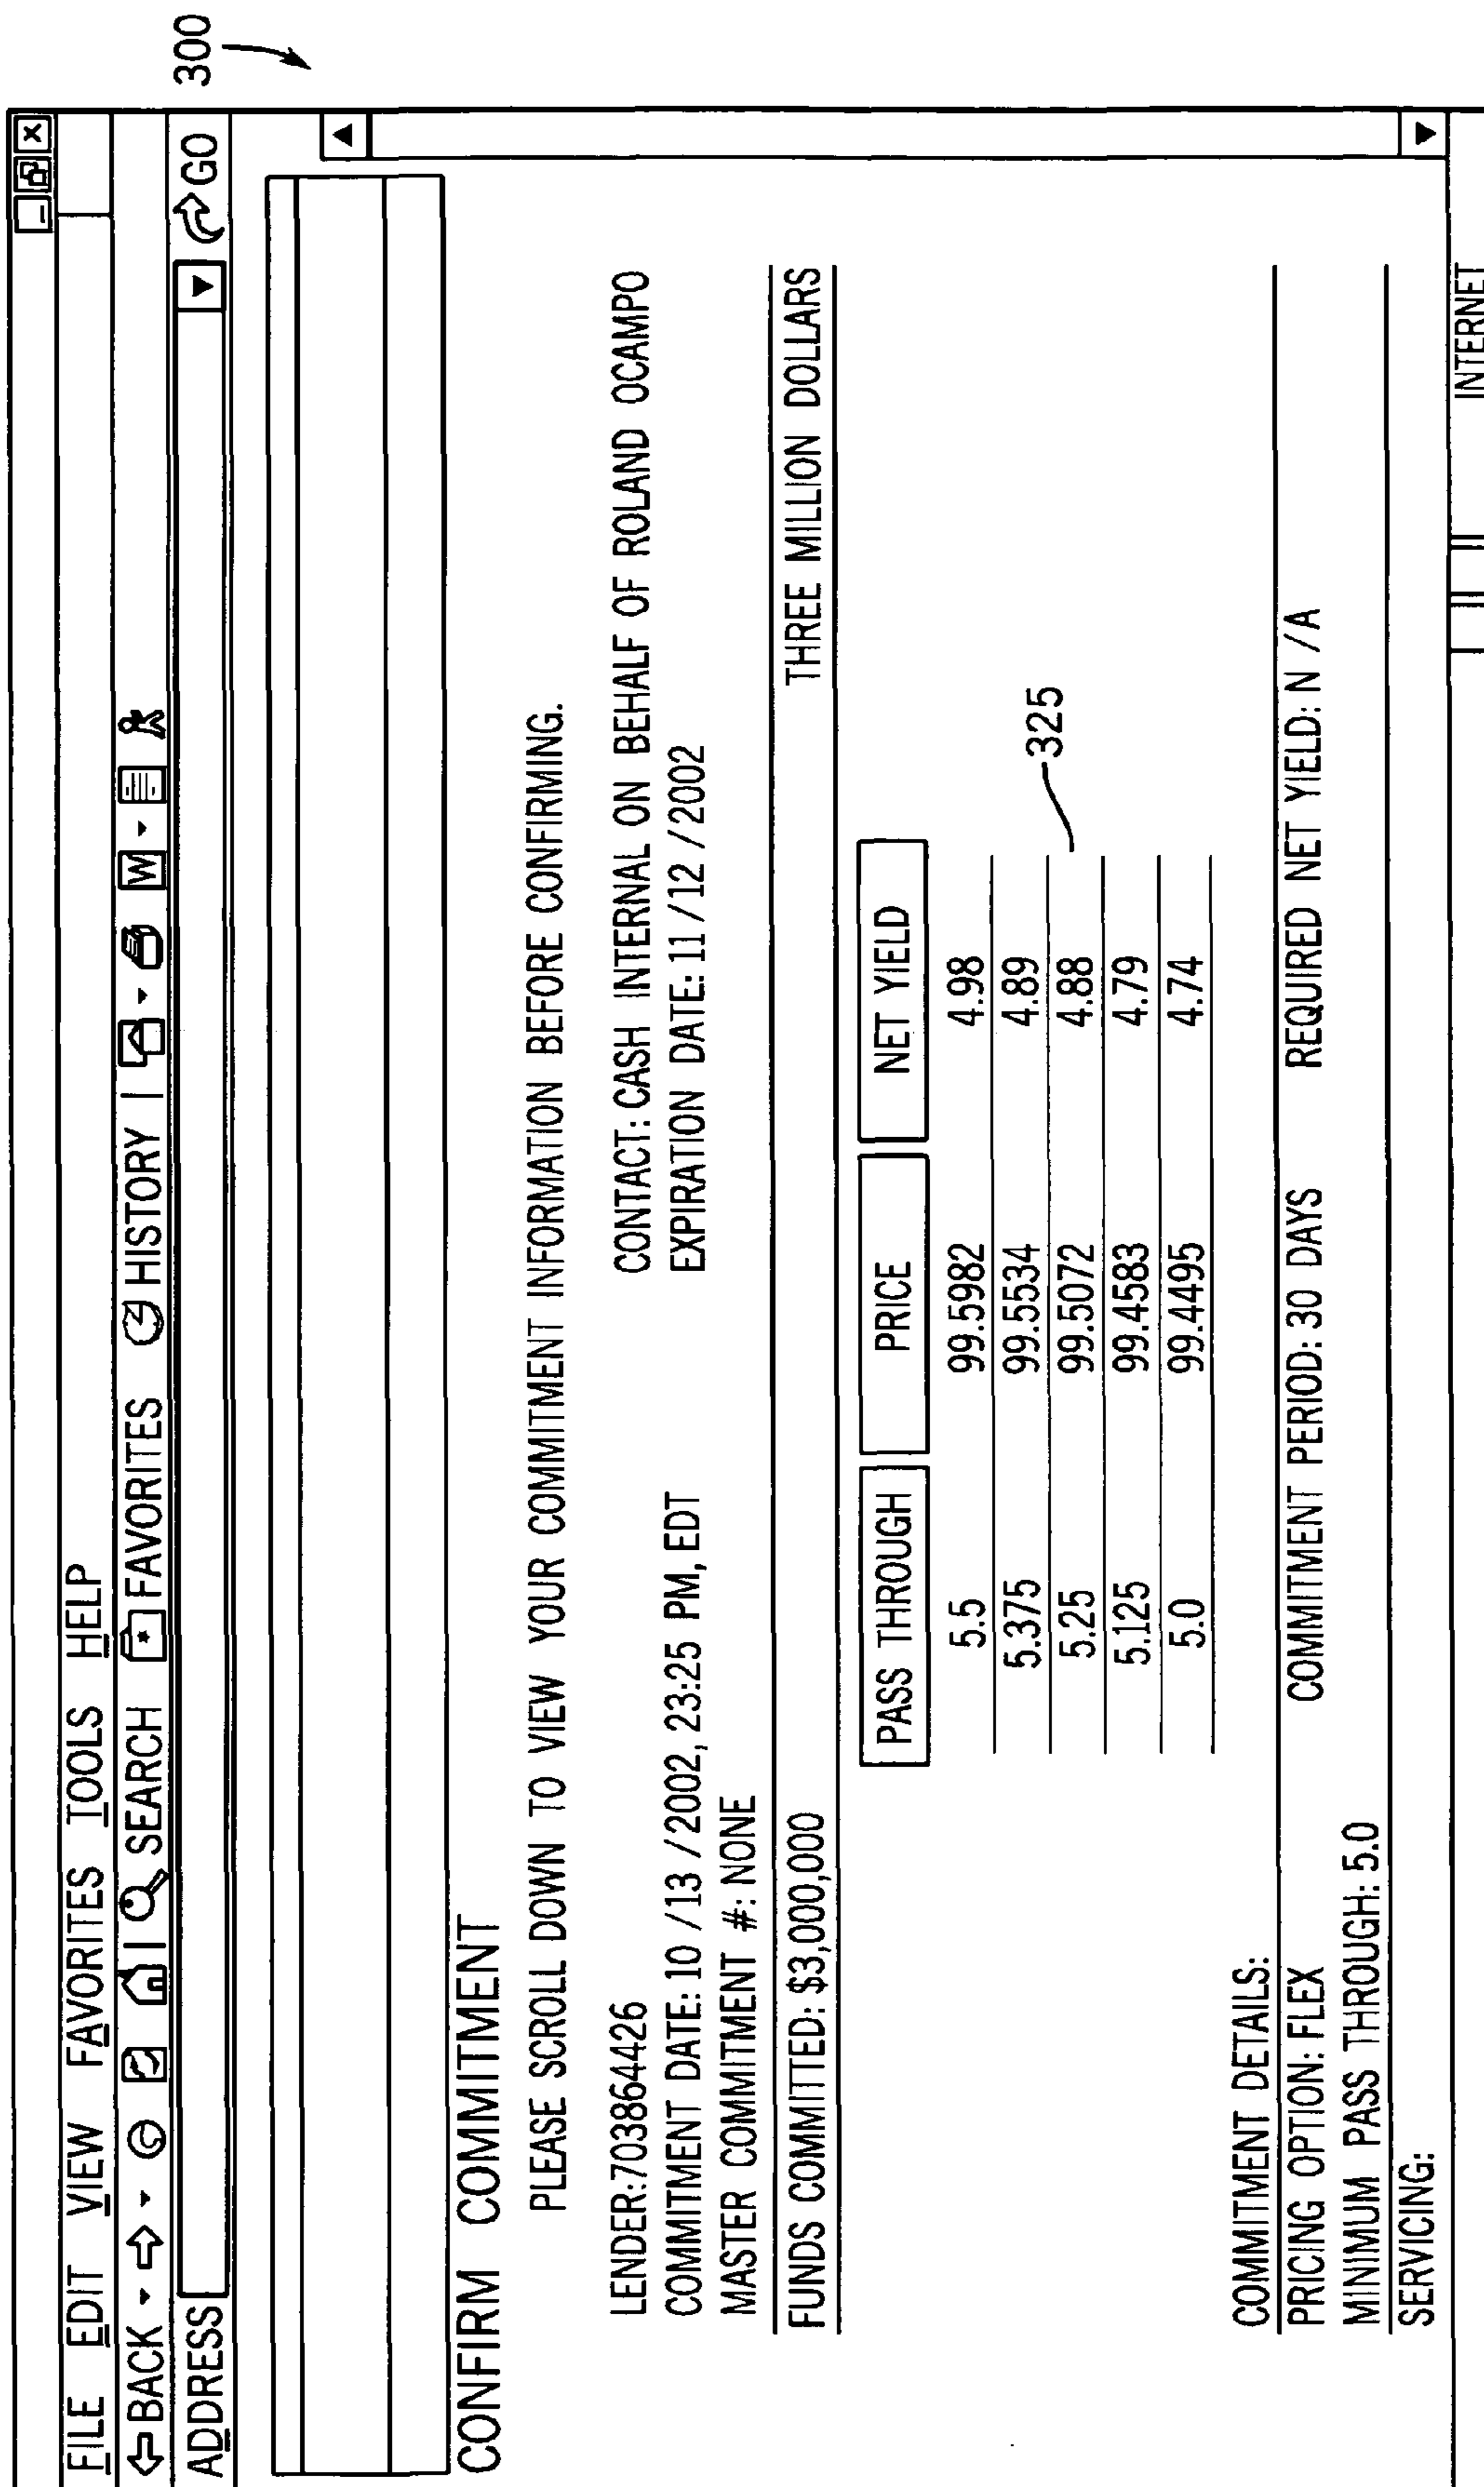 300
FILE EDIT VIEW FAVORITES TOOLS HELP
BACK SEARCH FAVORITES HISTORY W
ADDRESS GO
CONFIRM COMMITMENT
PLEASE SCROLL DOWN TO VIEW YOUR COMMITMENT INFORMATION BEFORE CONFIRMING.
LENDER:703864426 CONTACT: CASH INTERNAL ON BEHALF OF ROLAND OCAMPO
COMMITMENT DATE: 10 /13 /2002, 23:25 PM, EDT EXPIRATION DATE: 11 /12 /2002
MASTER COMMITMENT #: NONE
FUNDS COMMITTED: $3,000,000 THREE MILLION DOLLARS
PASS THROUGH PRICE NET YIELD
5.5 99.5982 4.98
5.375 99.5534 4.89
5.25 99.5072 4.88
5.125 99.4583 4.79
5.0 99.4495 4.74
325
COMMITMENT DETAILS:
PRICING OPTION: FLEX COMMITMENT PERIOD: 30 DAYS REQUIRED NET YIELD: N /A
MINIMUM PASS THROUGH: 5.0
SERVICING:
INTERNET